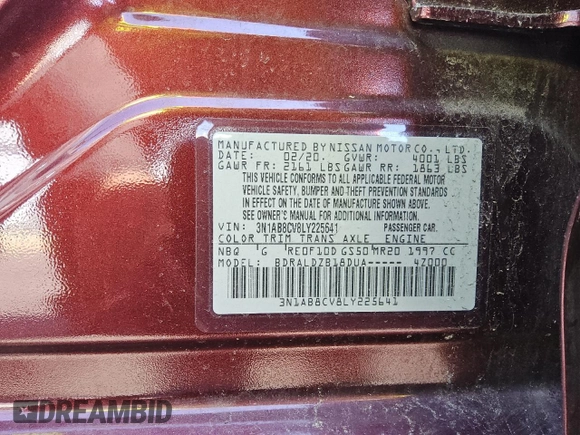 MANUFACTURED BY NISSAN MOTOR CO., LTD.
DATE: 02/20. GVWR: 4001 LBS
GAWR FR: 2161 LBS GAWR RR: 1863 LBS
THIS VEHICLE CONFORMS TO ALL APPLICABLE FEDERAL MOTOR
VEHICLE SAFETY, BUMPER AND THEFT PREVENTION STANDARDS
IN EFFECT ON THE DATE OF MANUFACTURE SHOWN ABOVE.
SEE OWNER'S MANUAL FOR ADDITIONAL INFORMATION.
VIN: 3N1AB8CV8LY225641 PASSENGER CAR.
COLOR TRIM TRANS AXLE ENGINE
NBQ G RE0F10D GS50 MR20 1997 CC
MODEL: BDRALDZB18DUA----- 4Z000
3N1AB8CV8LY225641
DREAMBID